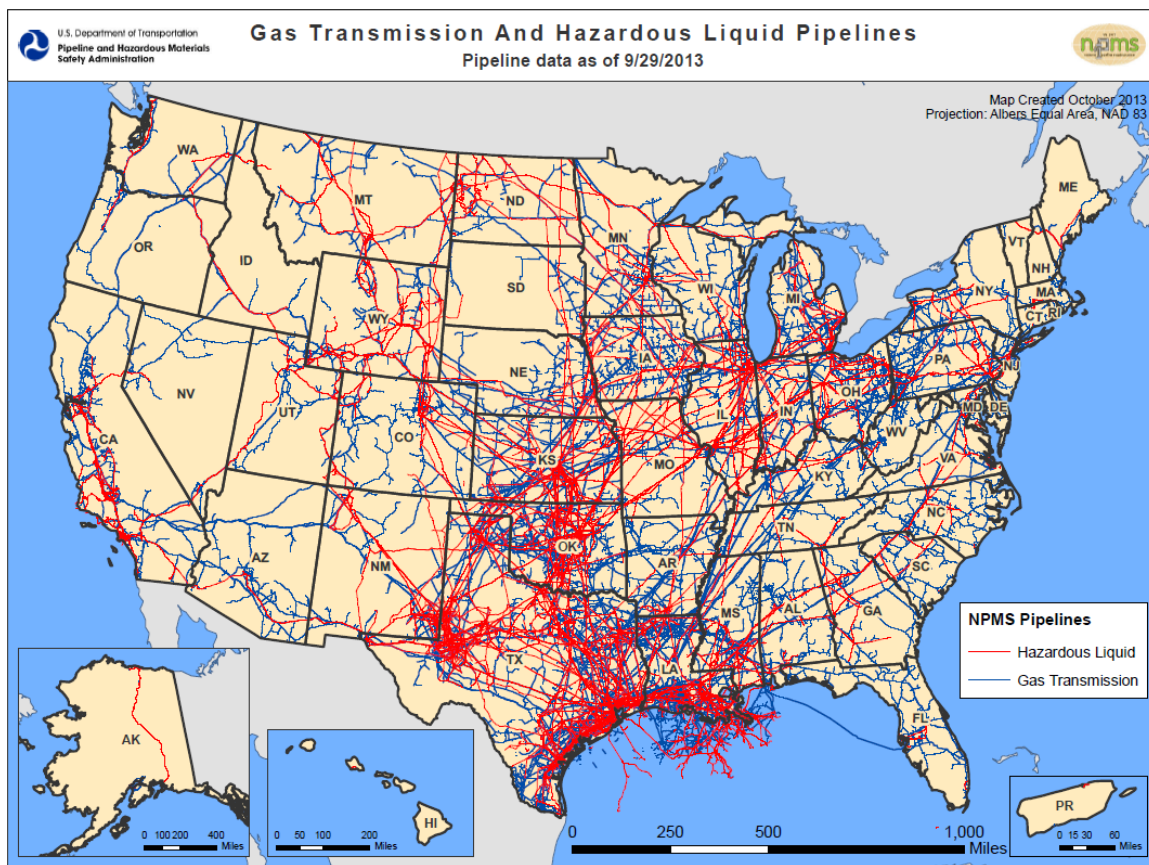 U.S. Department of Transportation
Pipeline and Hazardous Materials
Safety Administration
Gas Transmission And Hazardous Liquid Pipelines
Pipeline data as of 9/29/2013
npms
Map Created October 2013
Projection: Albers Equal Area, NAD 83
WA
MT
ND
MN
ME
OR
ID
SD
WI
MI
VT
NH
NY
MA
CT
RI
WY
IA
NE
PA
NJ
NV
UT
CO
IL
IN
OH
MD
DE
WV
CA
KS
MO
KY
VA
AZ
NM
OK
AR
TN
NC
SC
TX
LA
MS
AL
GA
FL
NPMS Pipelines
Hazardous Liquid
Gas Transmission
AK
0 100 200 400
Miles
HI
0 50 100 200
Miles
0 250 500 1,000
Miles
PR
0 15 30 60
Miles